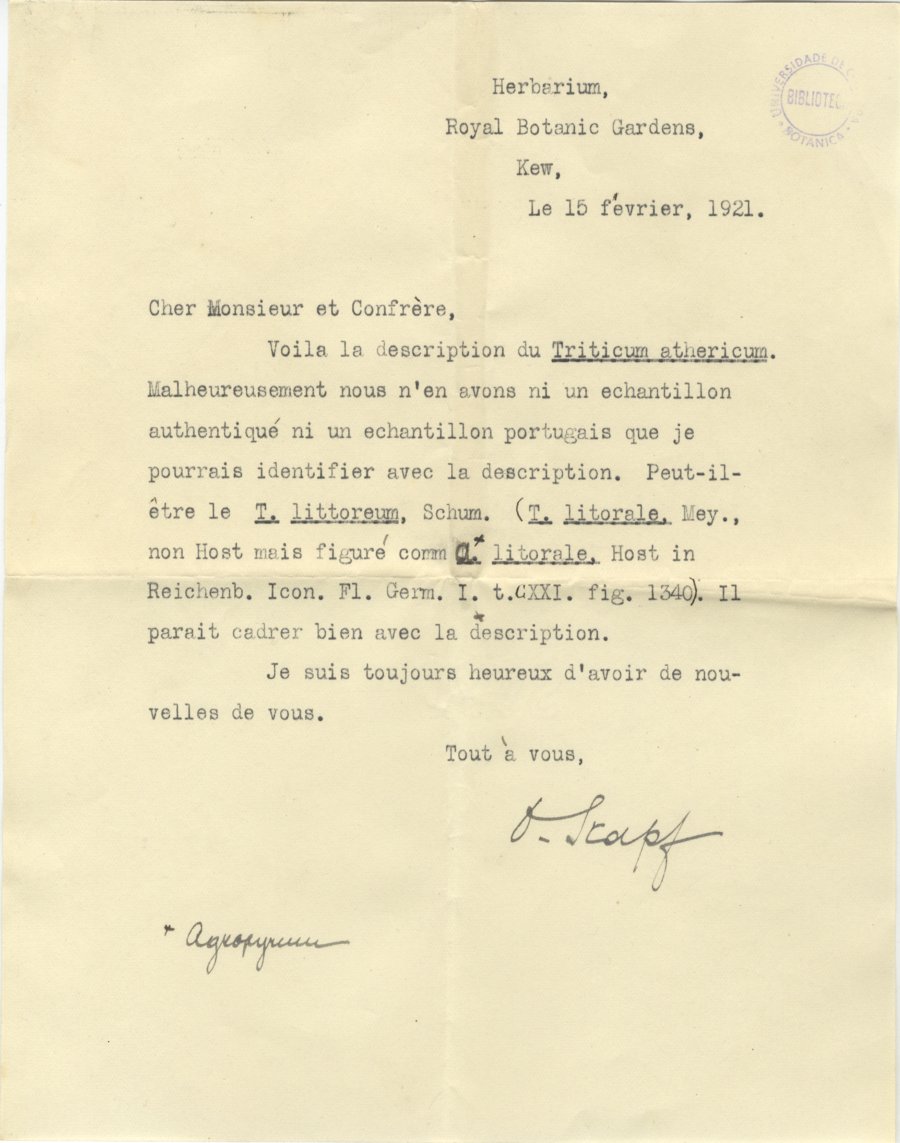 Herbarium,
UNIVERSIDADE DE
BIBLIOTEC
BOTANICA
Royal Botanic Gardens,
Kew,
Le 15 février, 1921.
Cher Monsieur et Confrère,
Voila la description du Triticum athericum.
Malheureusement nous n'en avons ni un echantillon
authentiqué ni un echantillon portugais que je
pourrais identifier avec la description. Peut-il-
être le T. littoreum, Schum. (T. litorale, Mey.,
non Host mais figuré comm A.* litorale, Host in
Reichenb. Icon. Fl. Germ. I. t.CXXI. fig. 1340). Il
parait cadrer bien avec la description.
Je suis toujours heureux d'avoir de nou-
velles de vous.
Tout à vous,
O. Stapf
* Agropyrum